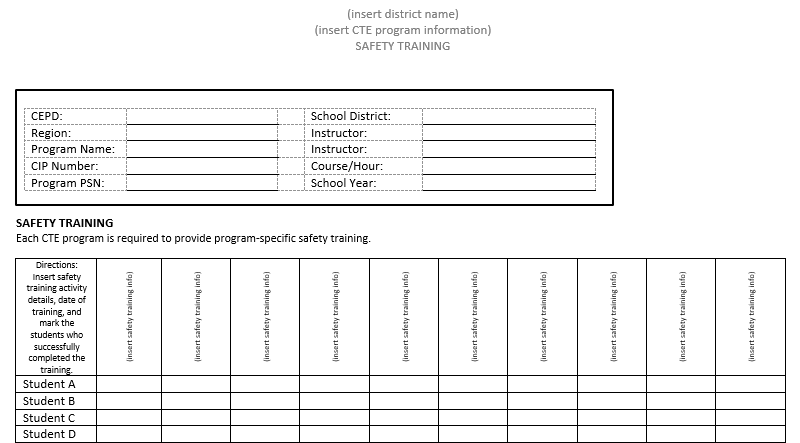 (insert district name)
(insert CTE program information)
SAFETY TRAINING
CEPD: School District:
Region: Instructor:
Program Name: Instructor:
CIP Number: Course/Hour:
Program PSN: School Year:
SAFETY TRAINING
Each CTE program is required to provide program-specific safety training.
Directions:
Insert safety
training activity
details, date of
training, and
mark the
students who
successfully
completed the
training.
(insert safety training info)
(insert safety training info)
(insert safety training info)
(insert safety training info)
(insert safety training info)
(insert safety training info)
(insert safety training info)
(insert safety training info)
(insert safety training info)
(insert safety training info)
Student A
Student B
Student C
Student D